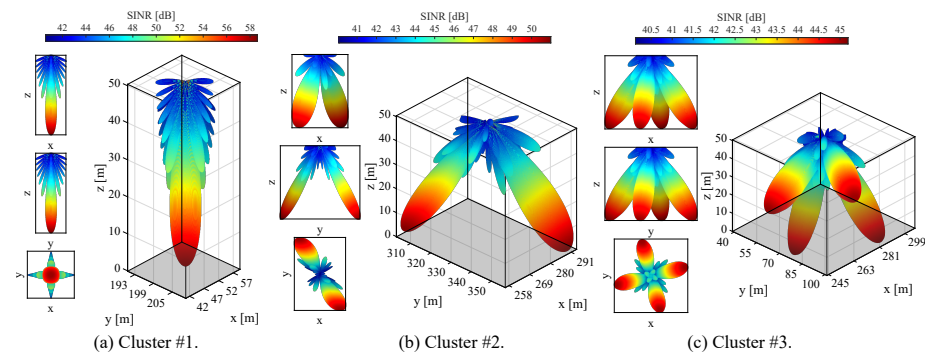 SINR [dB]
42 44 46 48 50 52 54 56 58
z
x
z
y
y
x
z [m]
50
40
30
20
10
0
193 199 205
y [m]
42 47 52 57
x [m]
(a) Cluster #1.
SINR [dB]
41 42 43 44 45 46 47 48 49 50
z
x
z
y
y
x
z [m]
50
40
30
20
10
0
310 320 330 340 350
y [m]
258 269 280 291
x [m]
(b) Cluster #2.
SINR [dB]
40.5 41 41.5 42 42.5 43 43.5 44 44.5 45
z
x
z
y
y
x
z [m]
50
40
30
20
10
0
40 55 70 85 100
y [m]
245 263 281 299
x [m]
(c) Cluster #3.